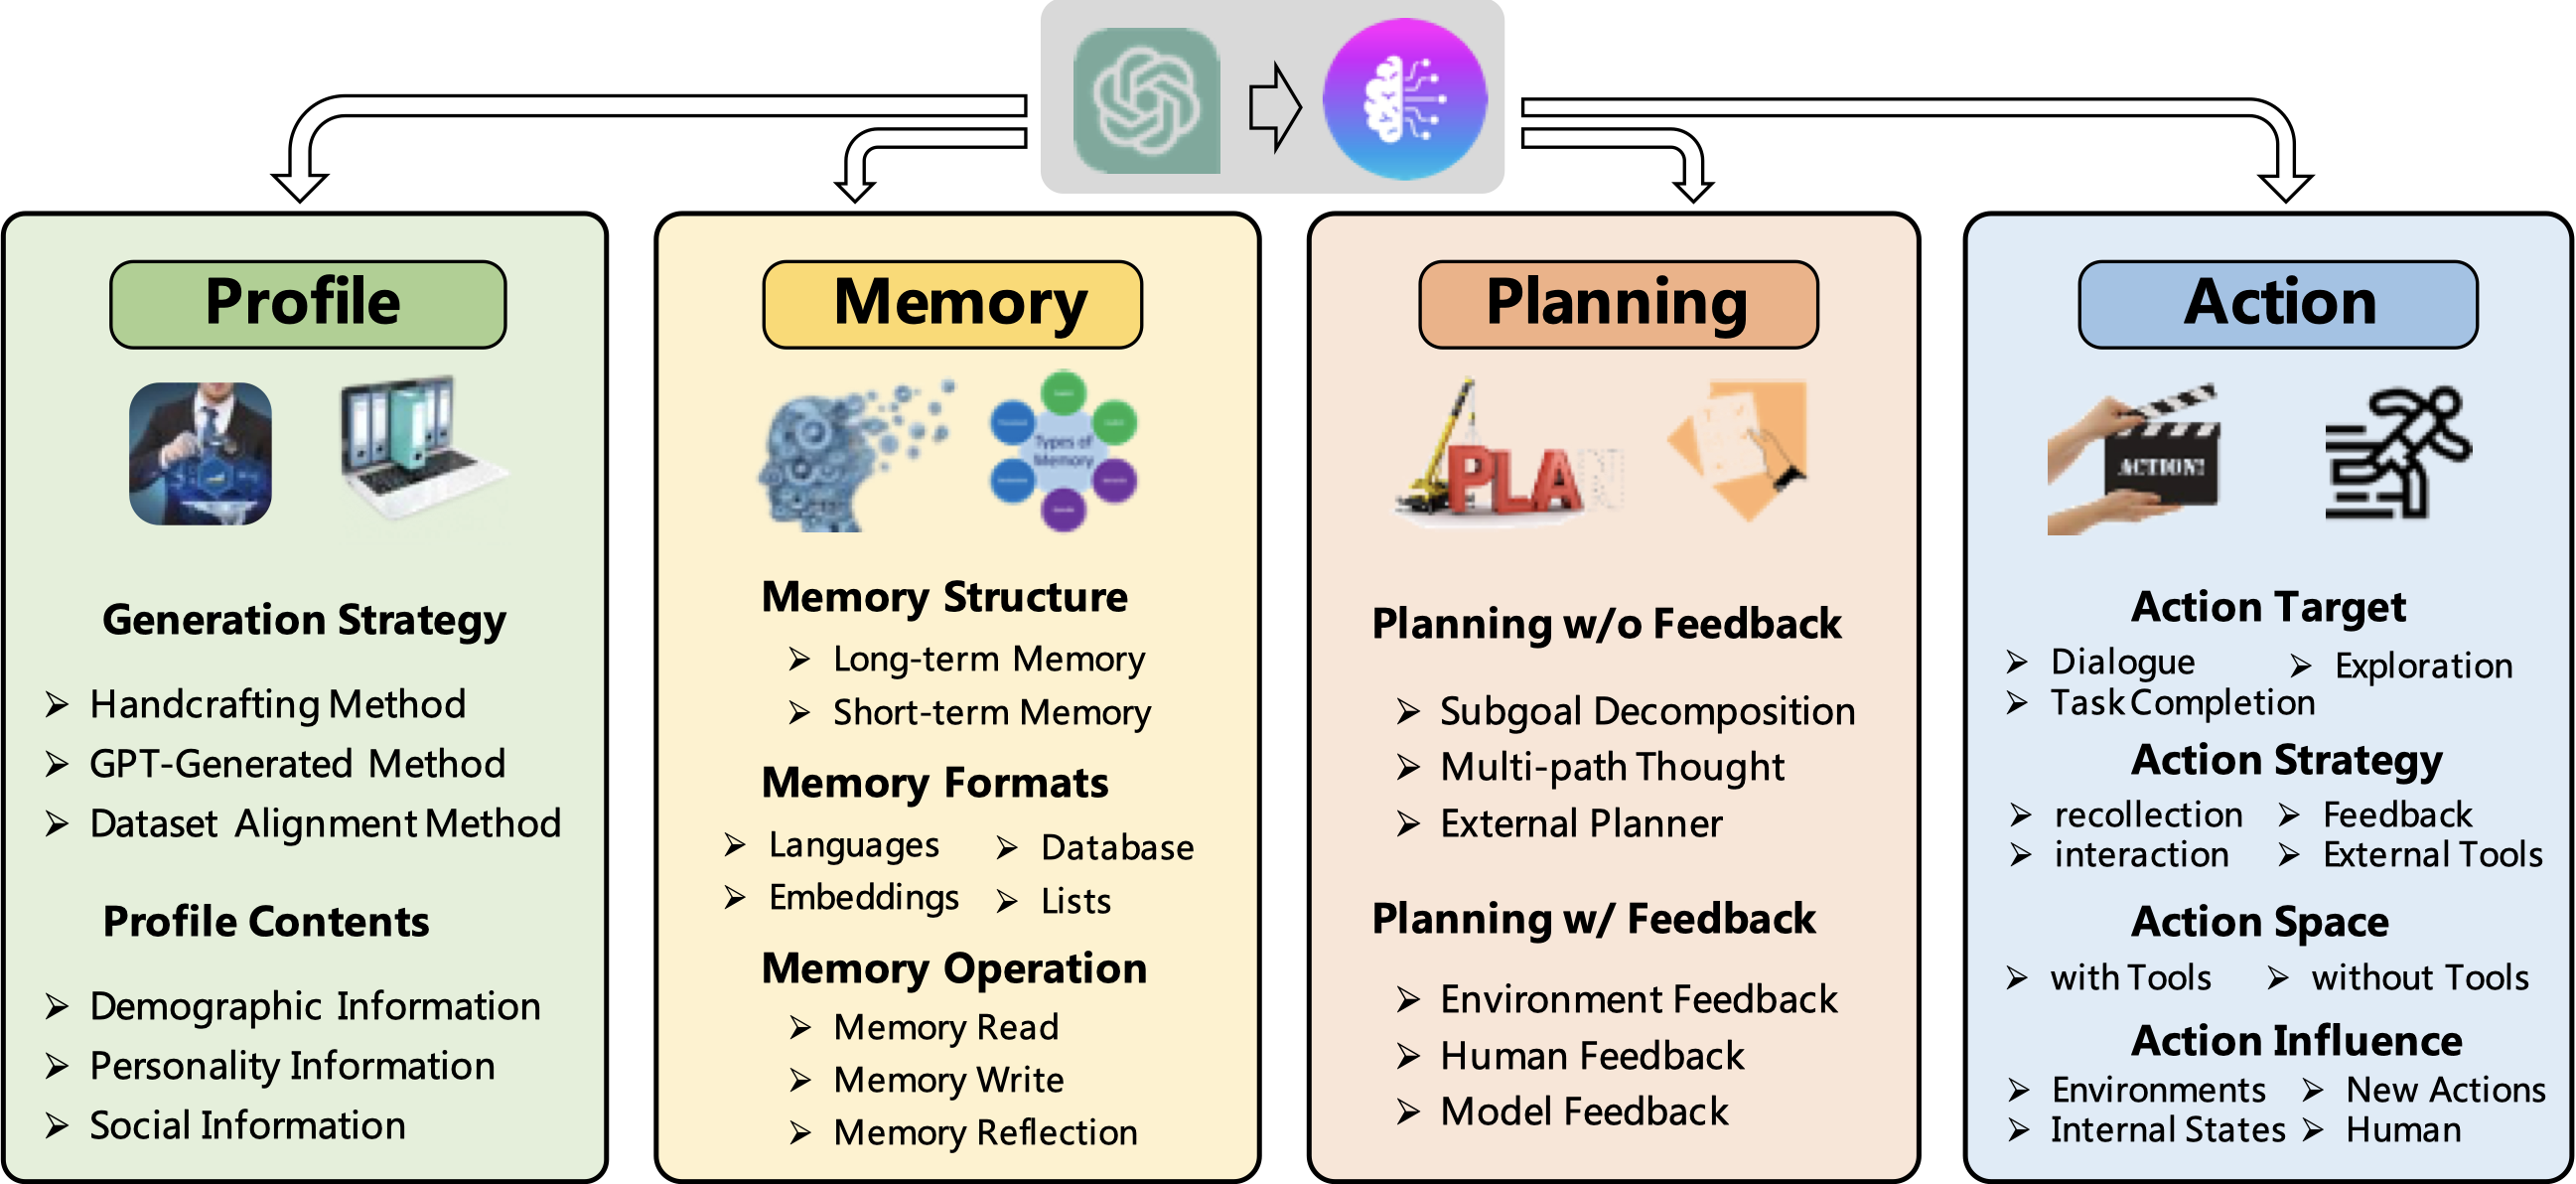 Profile
Generation Strategy
➢ Handcrafting Method
➢ GPT-Generated Method
➢ Dataset Alignment Method
Profile Contents
➢ Demographic Information
➢ Personality Information
➢ Social Information
Memory
Types of
Memory
Memory Structure
➢ Long-term Memory
➢ Short-term Memory
Memory Formats
➢ Languages ➢ Database
➢ Embeddings ➢ Lists
Memory Operation
➢ Memory Read
➢ Memory Write
➢ Memory Reflection
Planning
PLAN
Planning w/o Feedback
➢ Subgoal Decomposition
➢ Multi-path Thought
➢ External Planner
Planning w/ Feedback
➢ Environment Feedback
➢ Human Feedback
➢ Model Feedback
Action
ACTION!
Action Target
➢ Dialogue ➢ Exploration
➢ Task Completion
Action Strategy
➢ recollection ➢ Feedback
➢ interaction ➢ External Tools
Action Space
➢ with Tools ➢ without Tools
Action Influence
➢ Environments ➢ New Actions
➢ Internal States ➢ Human